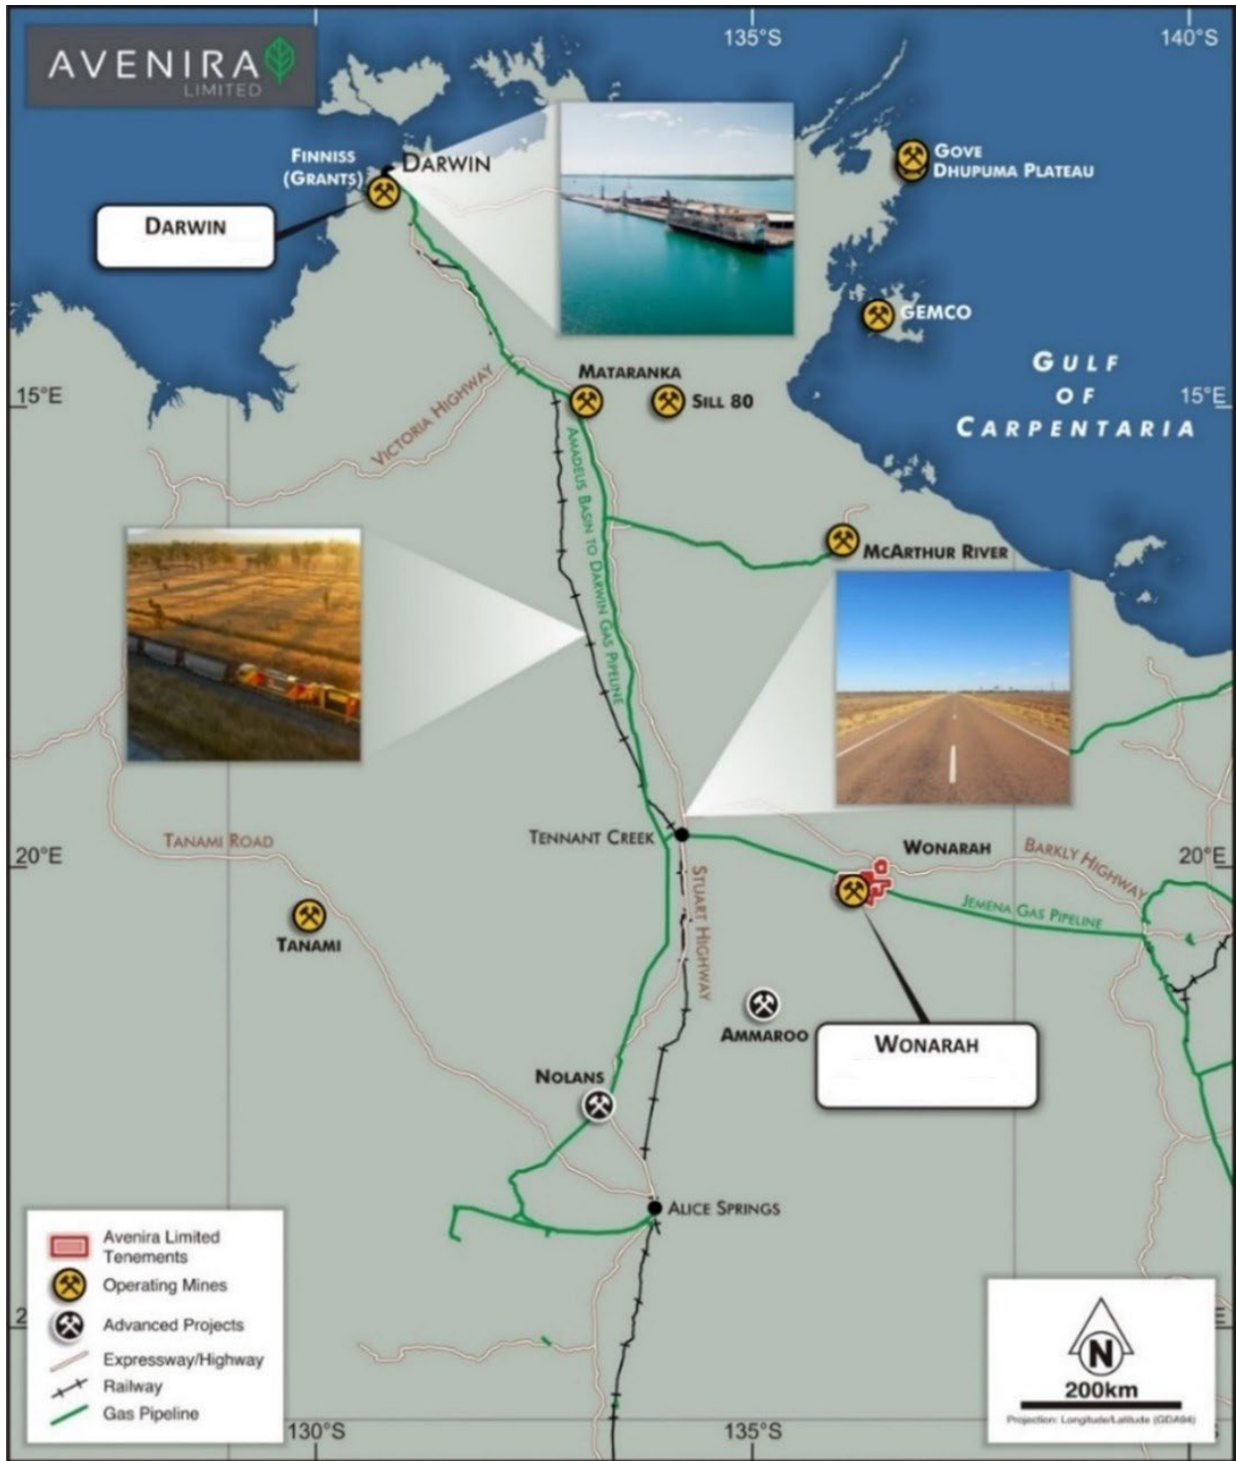 AVENIRA
LIMITED
135°S
140°S
FINNISS
(GRANTS)
DARWIN
GOVE
DHUPUMA PLATEAU
DARWIN
GEMCO
GULF
OF
CARPENTARIA
MATARANKA
SILL 80
15°E
15°E
VICTORIA HIGHWAY
AMADEUS BASIN TO DARWIN GAS PIPELINE
MCARTHUR RIVER
TENNANT CREEK
TANAMI ROAD
WONARAH
BARKLY HIGHWAY
20°E
20°E
STUART HIGHWAY
JEMENA GAS PIPELINE
TANAMI
AMMAROO
WONARAH
NOLANS
ALICE SPRINGS
Avenira Limited
Tenements
Operating Mines
Advanced Projects
Expressway/Highway
Railway
Gas Pipeline
2
E
N
200km
Projection: Longitude/Latitude (GDA94)
130°S
135°S